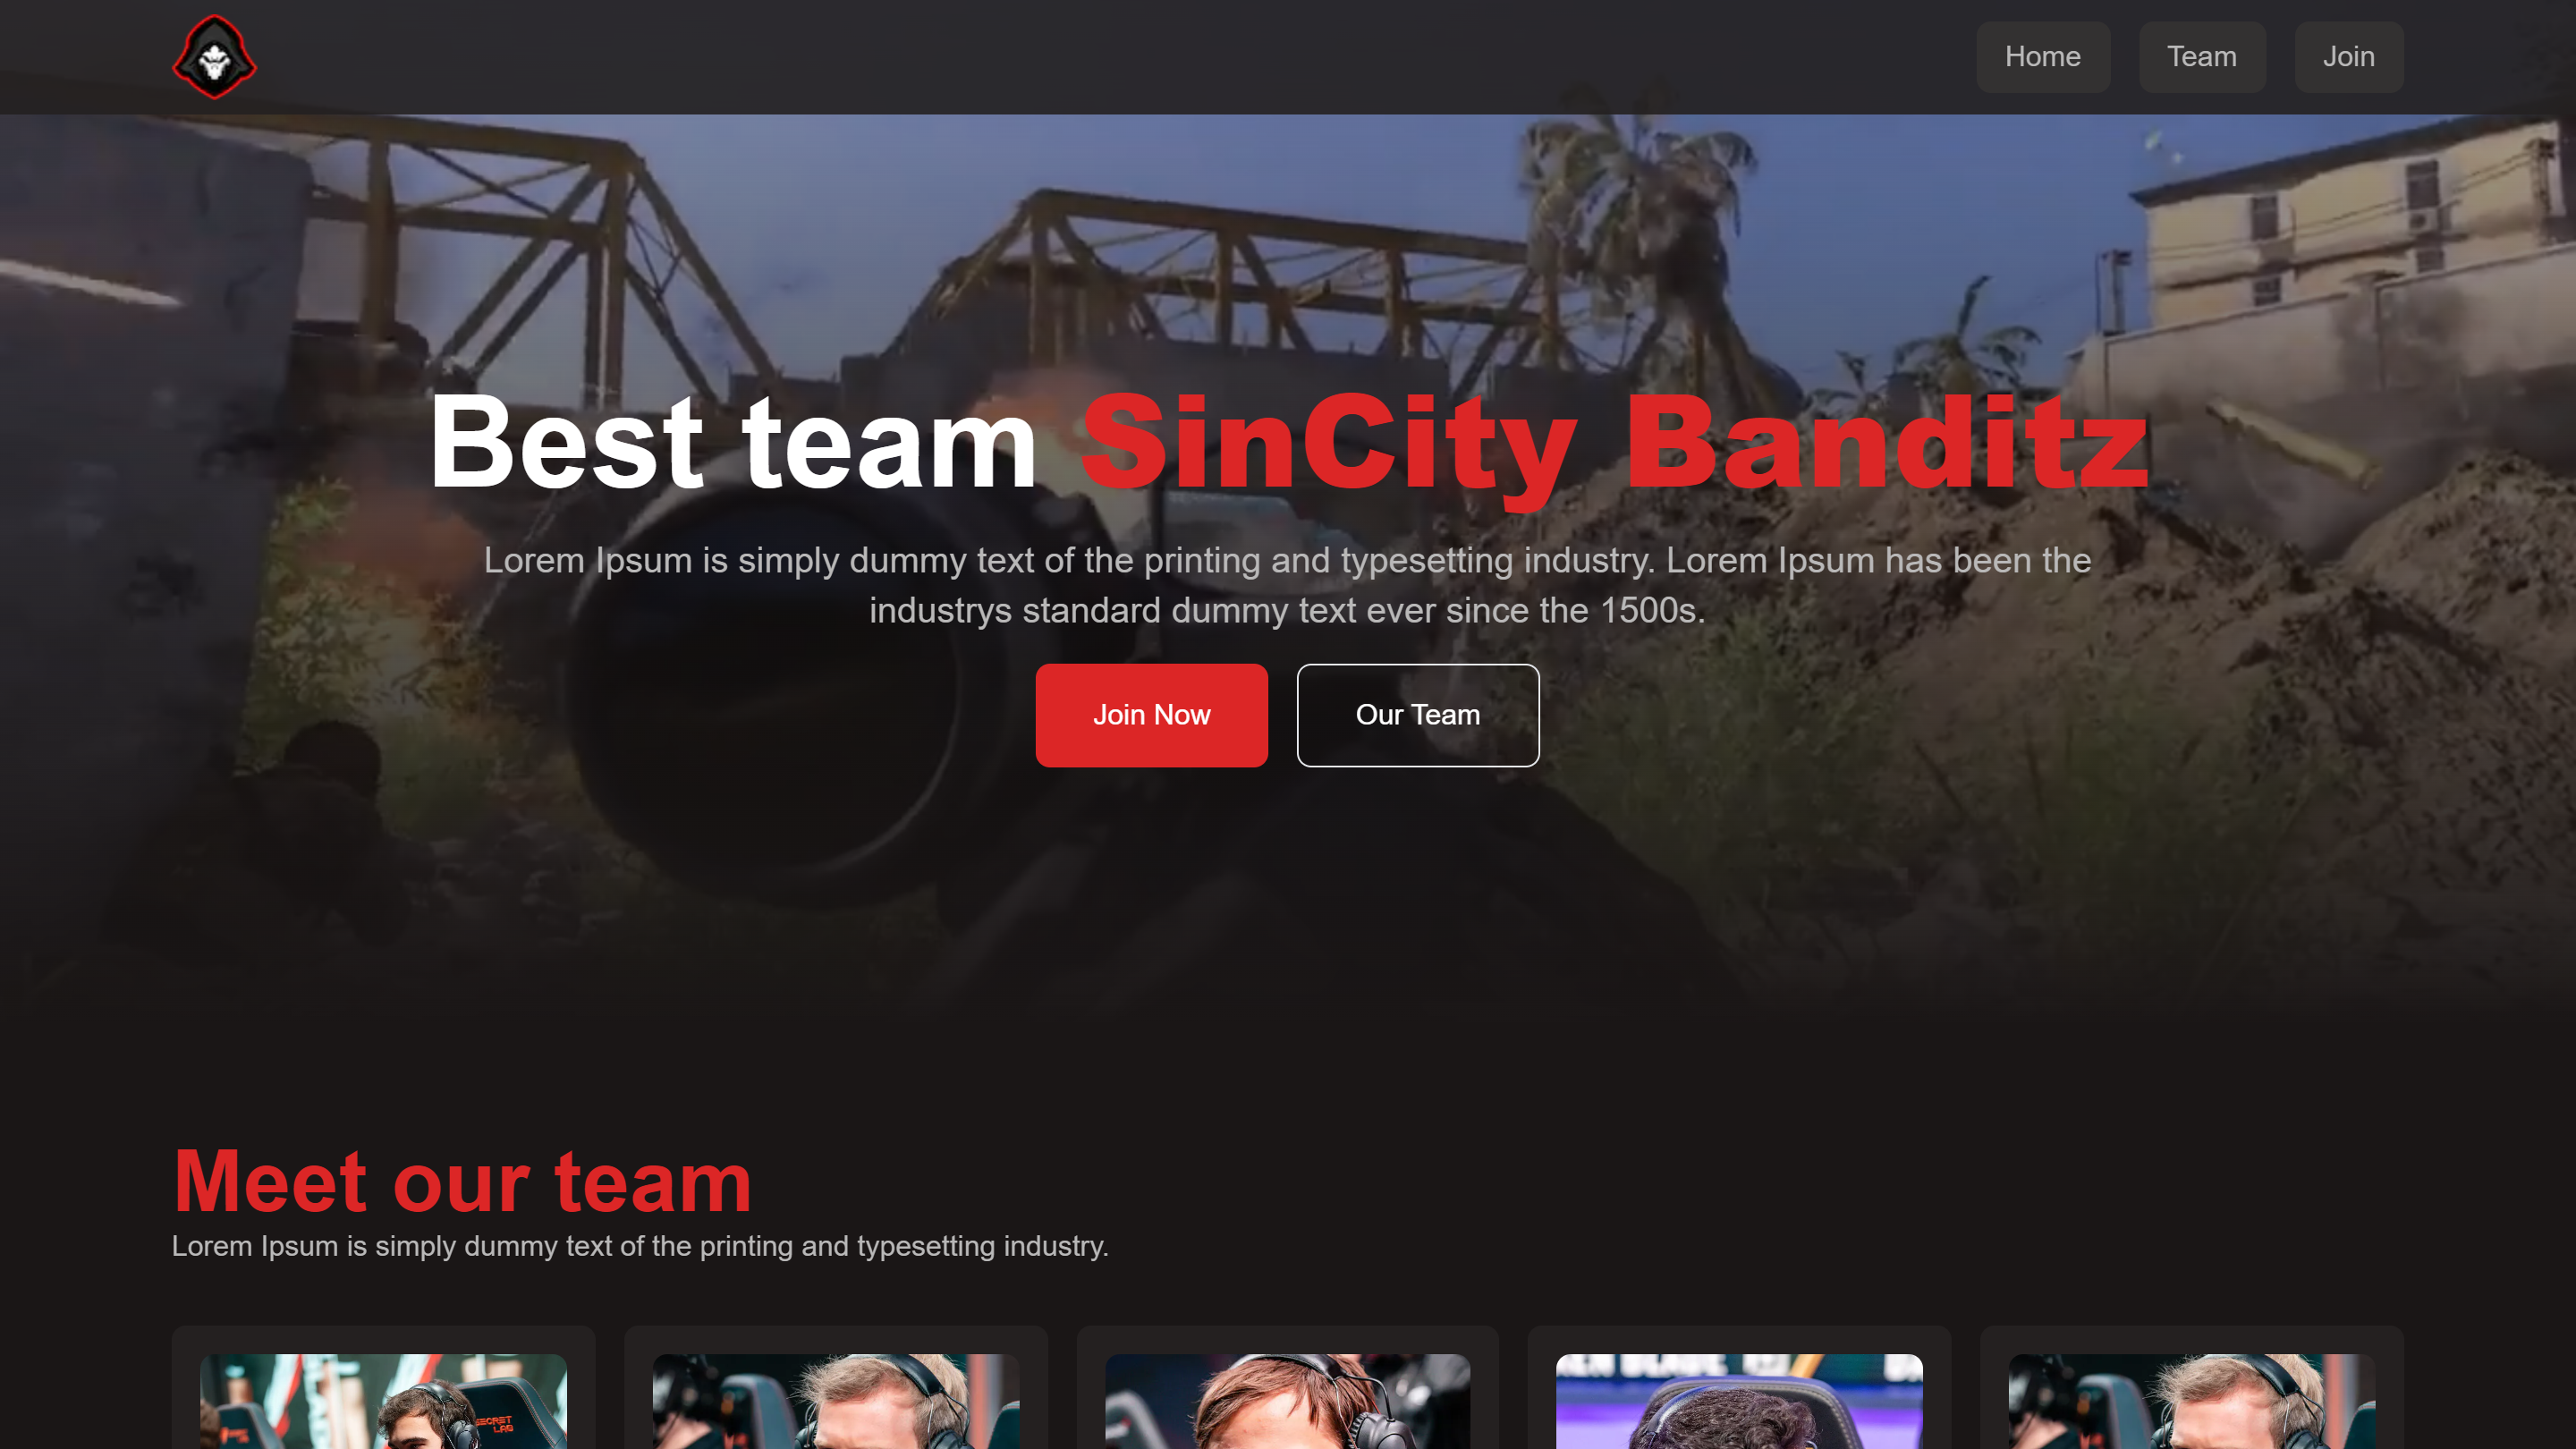 Home Team Join
Best team SinCity Banditz
Lorem Ipsum is simply dummy text of the printing and typesetting industry. Lorem Ipsum has been the
industrys standard dummy text ever since the 1500s.
Join Now Our Team
Meet our team
Lorem Ipsum is simply dummy text of the printing and typesetting industry.
SECRET
LAB